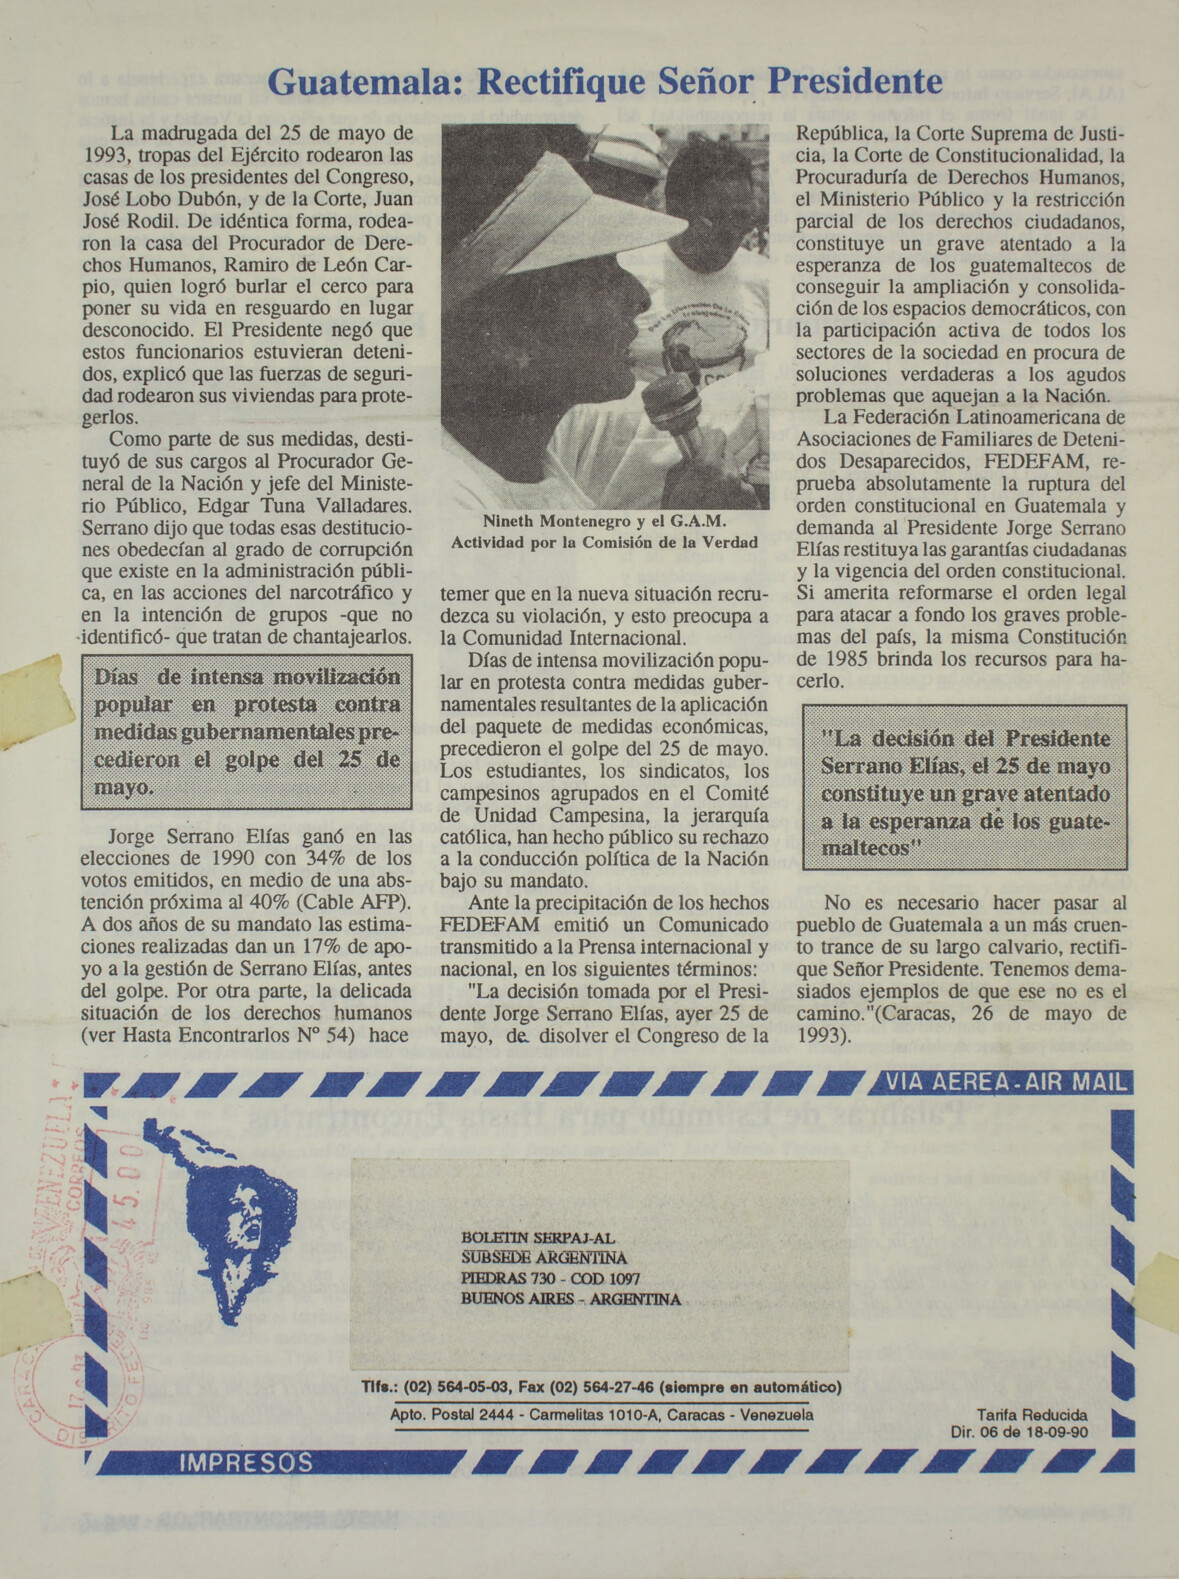 Guatemala: Rectifique Señor Presidente
La madrugada del 25 de mayo de
1993, tropas del Ejército rodearon las
casas de los presidentes del Congreso,
José Lobo Dubón, y de la Corte, Juan
José Rodil. De idéntica forma, rodea-
ron la casa del Procurador de Dere-
chos Humanos, Ramiro de León Car-
pio, quien logró burlar el cerco para
poner su vida en resguardo en lugar
desconocido. El Presidente negó que
estos funcionarios estuvieran deteni-
dos, explicó que las fuerzas de seguri-
dad rodearon sus viviendas para prote-
gerlos.
Como parte de sus medidas, desti-
tuyó de sus cargos al Procurador Ge-
neral de la Nación y jefe del Ministe-
rio Público, Edgar Tuna Valladares.
Serrano dijo que todas esas destitucio-
nes obedecían al grado de corrupción
que existe en la administración públi-
ca, en las acciones del narcotráfico y
en la intención de grupos -que no
-identificó- que tratan de chantajearlos.
Días de intensa movilización
popular en protesta contra
medidas gubernamentales pre-
cedieron el golpe del 25 de
mayo.
Jorge Serrano Elías ganó en las
elecciones de 1990 con 34% de los
votos emitidos, en medio de una abs-
tención próxima al 40% (Cable AFP).
A dos años de su mandato las estima-
ciones realizadas dan un 17% de apo-
yo a la gestión de Serrano Elías, antes
del golpe. Por otra parte, la delicada
situación de los derechos humanos
(ver Hasta Encontrarlos Nº 54) hace
Nineth Montenegro y el G.A.M.
Actividad por la Comisión de la Verdad
temer que en la nueva situación recru-
dezca su violación, y esto preocupa a
la Comunidad Internacional.
Días de intensa movilización popu-
lar en protesta contra medidas guber-
namentales resultantes de la aplicación
del paquete de medidas económicas,
precedieron el golpe del 25 de mayo.
Los estudiantes, los sindicatos, los
campesinos agrupados en el Comité
de Unidad Campesina, la jerarquía
católica, han hecho público su rechazo
a la conducción política de la Nación
bajo su mandato.
Ante la precipitación de los hechos
FEDEFAM emitió un Comunicado
transmitido a la Prensa internacional y
nacional, en los siguientes términos:
"La decisión tomada por el Presi-
dente Jorge Serrano Elías, ayer 25 de
mayo, de disolver el Congreso de la
República, la Corte Suprema de Justi-
cia, la Corte de Constitucionalidad, la
Procuraduría de Derechos Humanos,
el Ministerio Público y la restricción
parcial de los derechos ciudadanos,
constituye un grave atentado a la
esperanza de los guatemaltecos de
conseguir la ampliación y consolida-
ción de los espacios democráticos, con
la participación activa de todos los
sectores de la sociedad en procura de
soluciones verdaderas a los agudos
problemas que aquejan a la Nación.
La Federación Latinoamericana de
Asociaciones de Familiares de Deteni-
dos Desaparecidos, FEDEFAM, re-
prueba absolutamente la ruptura del
orden constitucional en Guatemala y
demanda al Presidente Jorge Serrano
Elías restituya las garantías ciudadanas
y la vigencia del orden constitucional.
Si amerita reformarse el orden legal
para atacar a fondo los graves proble-
mas del país, la misma Constitución
de 1985 brinda los recursos para ha-
cerlo.
"La decisión del Presidente
Serrano Elías, el 25 de mayo
constituye un grave atentado
a la esperanza de los guate-
maltecos"
No es necesario hacer pasar al
pueblo de Guatemala a un más cruen-
to trance de su largo calvario, rectifi-
que Señor Presidente. Tenemos dema-
siados ejemplos de que ese no es el
camino."(Caracas, 26 de mayo de
1993).
VIA AEREA - AIR MAIL
VENEZUELA
CORREOS
45.00
BOLETIN SERPAJ-AL
SUBSEDE ARGENTINA
PIEDRAS 730 - COD 1097
BUENOS AIRES - ARGENTINA
Tlfs.: (02) 564-05-03, Fax (02) 564-27-46 (siempre en automático)
Apto. Postal 2444 - Carmelitas 1010-A, Caracas - Venezuela
Tarifa Reducida
Dir. 06 de 18-09-90
IMPRESOS